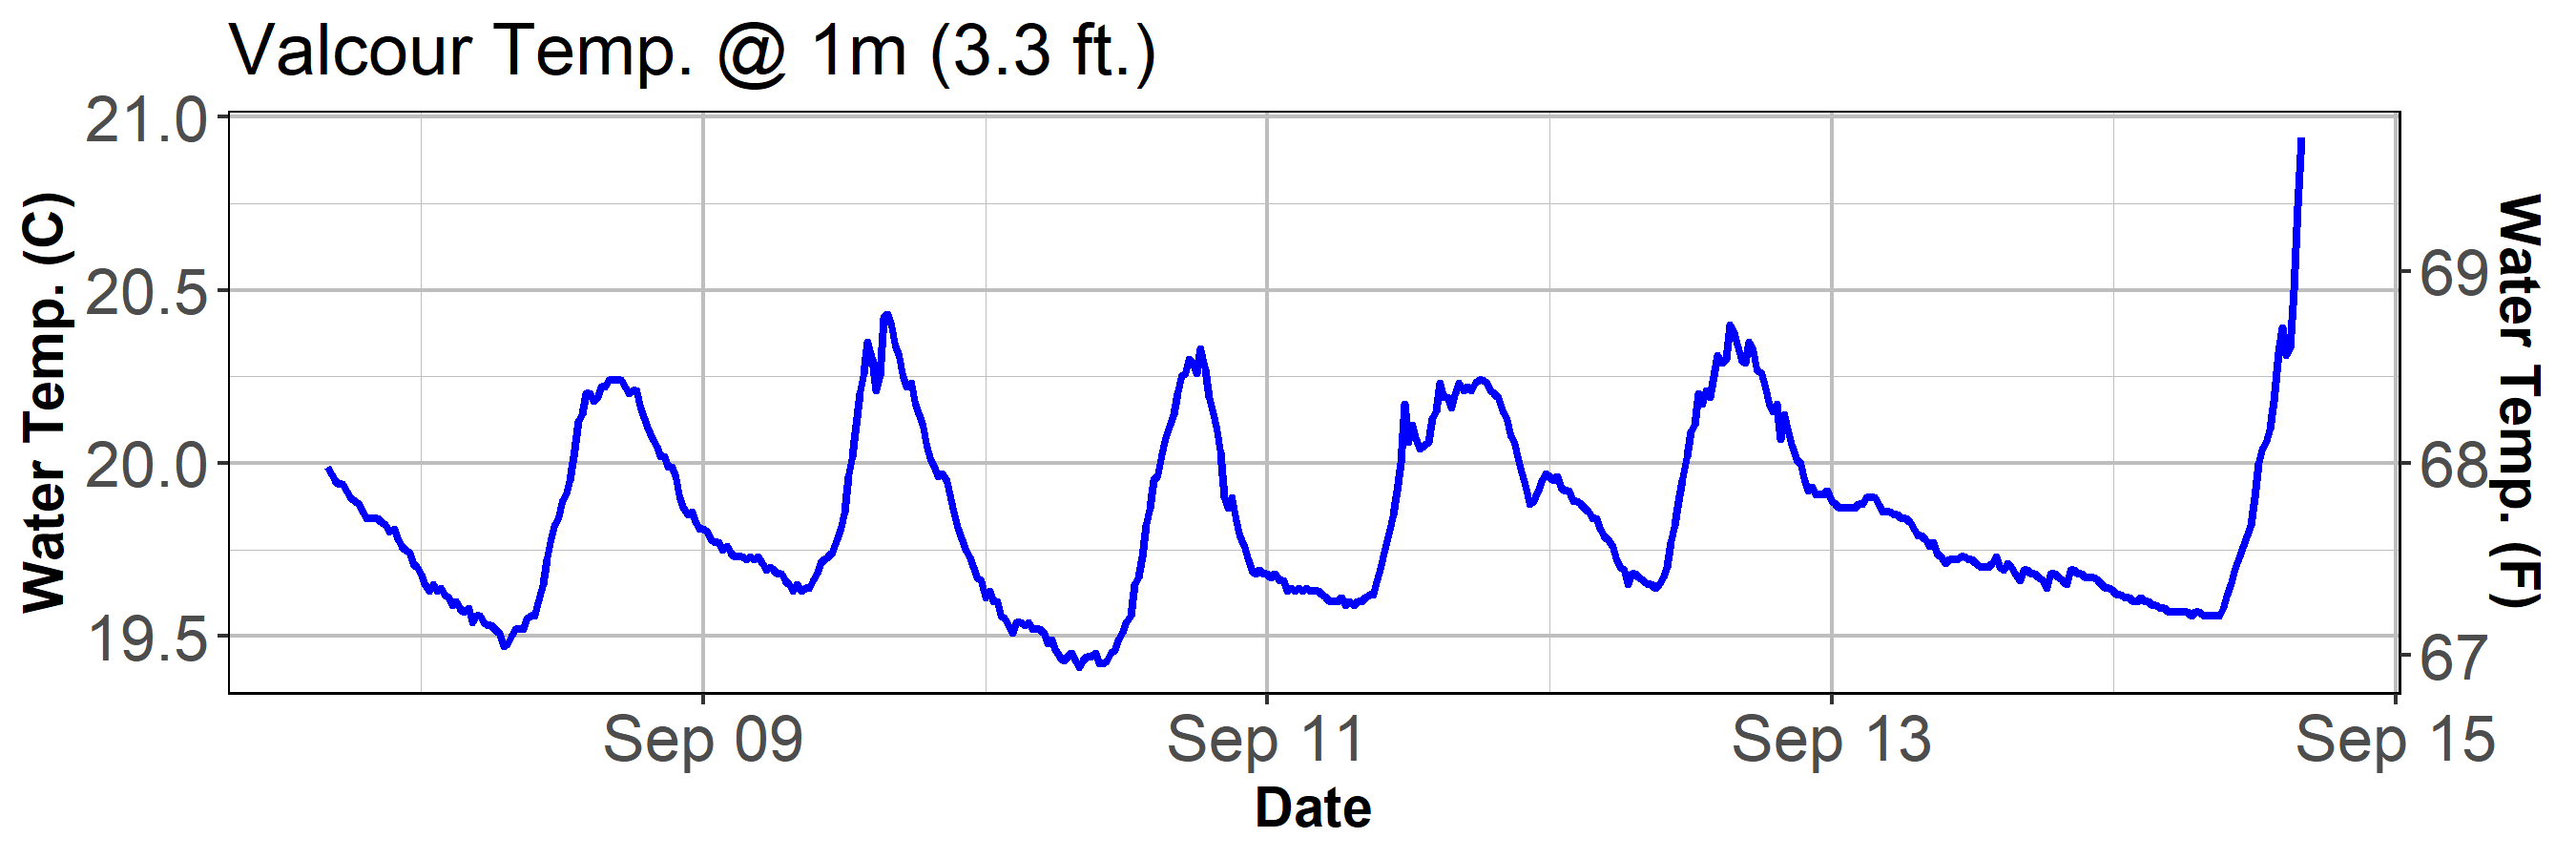 Valcour Temp. @ 1m (3.3 ft.)
Water Temp. (C)
21.0
20.5
20.0
19.5
69
68
67
Water Temp. (F)
Sep 09
Sep 11
Sep 13
Sep 15
Date